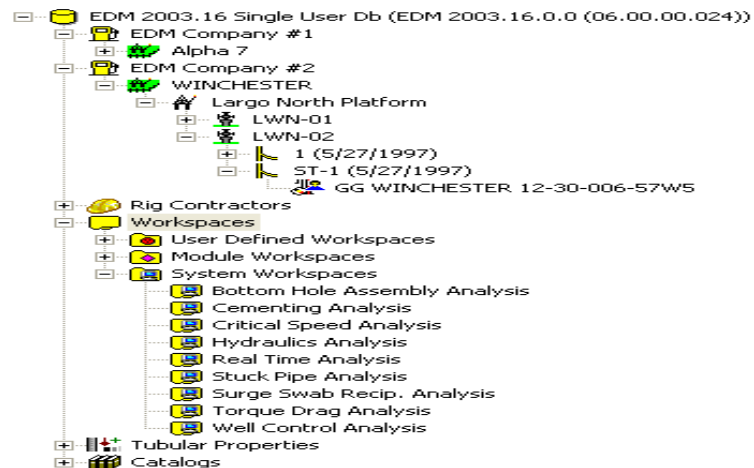 EDM 2003.16 Single User Db (EDM 2003.16.0.0 (06.00.00.024))
EDM Company #1
Alpha 7
EDM Company #2
WINCHESTER
Largo North Platform
LWN-01
LWN-02
1 (5/27/1997)
ST-1 (5/27/1997)
GG WINCHESTER 12-30-006-57W5
Rig Contractors
Workspaces
User Defined Workspaces
Module Workspaces
System Workspaces
Bottom Hole Assembly Analysis
Cementing Analysis
Critical Speed Analysis
Hydraulics Analysis
Real Time Analysis
Stuck Pipe Analysis
Surge Swab Recip. Analysis
Torque Drag Analysis
Well Control Analysis
Tubular Properties
Catalogs